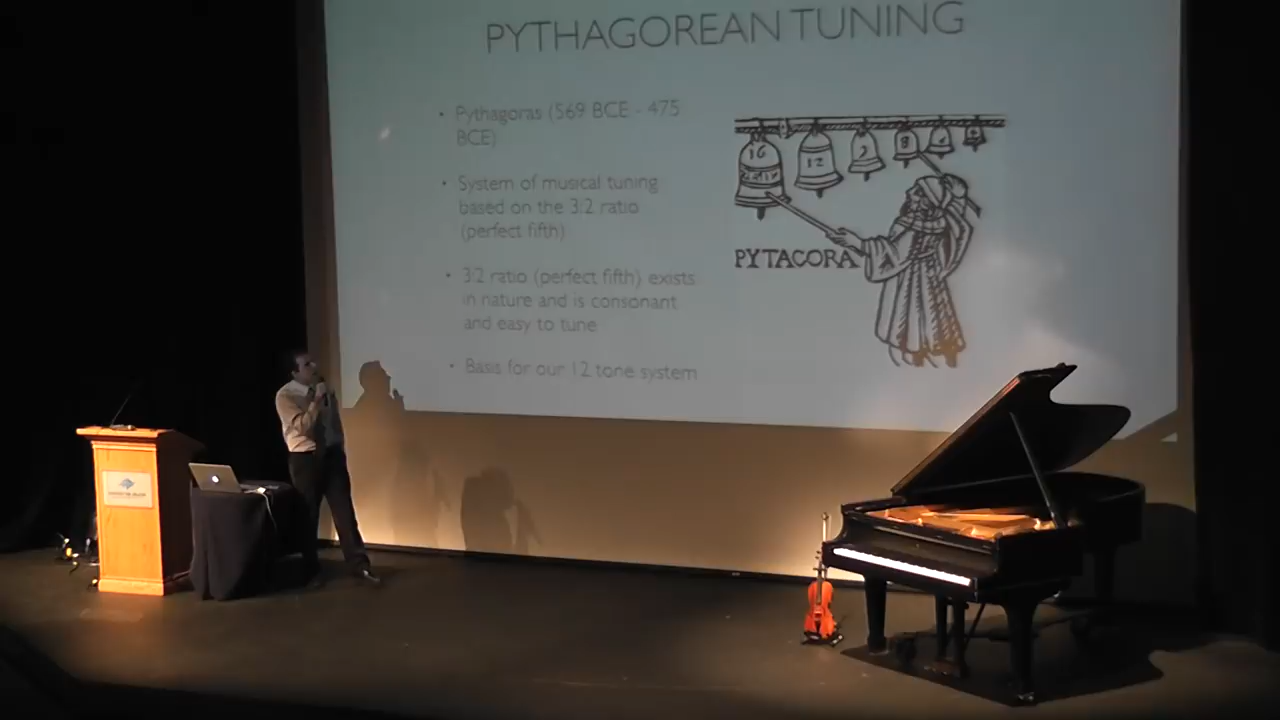 PYTHAGOREAN TUNING
• Pythagoras (569 BCE - 475
BCE)
• System of musical tuning
based on the 3:2 ratio
(perfect fifth)
• 3:2 ratio (perfect fifth) exists
in nature and is consonant
and easy to tune
• Basis for our 12 tone system
16
12
8
PYTACORA